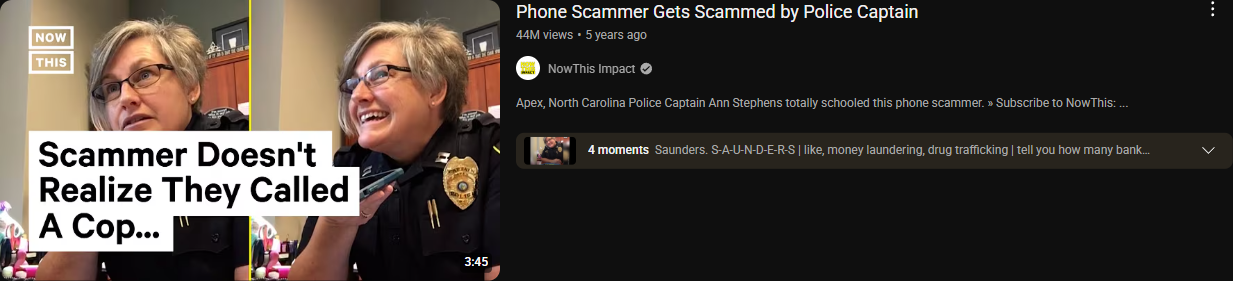 NOW
THIS
Scammer Doesn't
Realize They Called
A Cop...
3:45
Phone Scammer Gets Scammed by Police Captain
44M views • 5 years ago
NowThis Impact
Apex, North Carolina Police Captain Ann Stephens totally schooled this phone scammer. » Subscribe to NowThis: ...
4 moments Saunders. S-A-U-N-D-E-R-S | like, money laundering, drug trafficking | tell you how many bank...